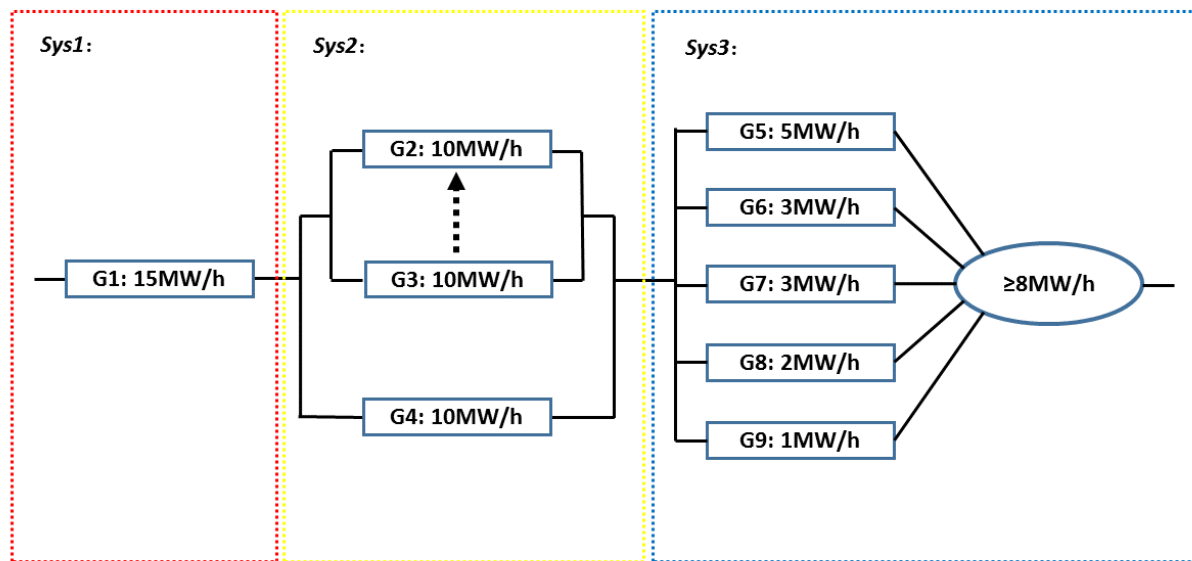 Sys1:
Sys2:
Sys3:
G1: 15MW/h
G2: 10MW/h
G3: 10MW/h
G4: 10MW/h
G5: 5MW/h
G6: 3MW/h
G7: 3MW/h
G8: 2MW/h
G9: 1MW/h
≥8MW/h